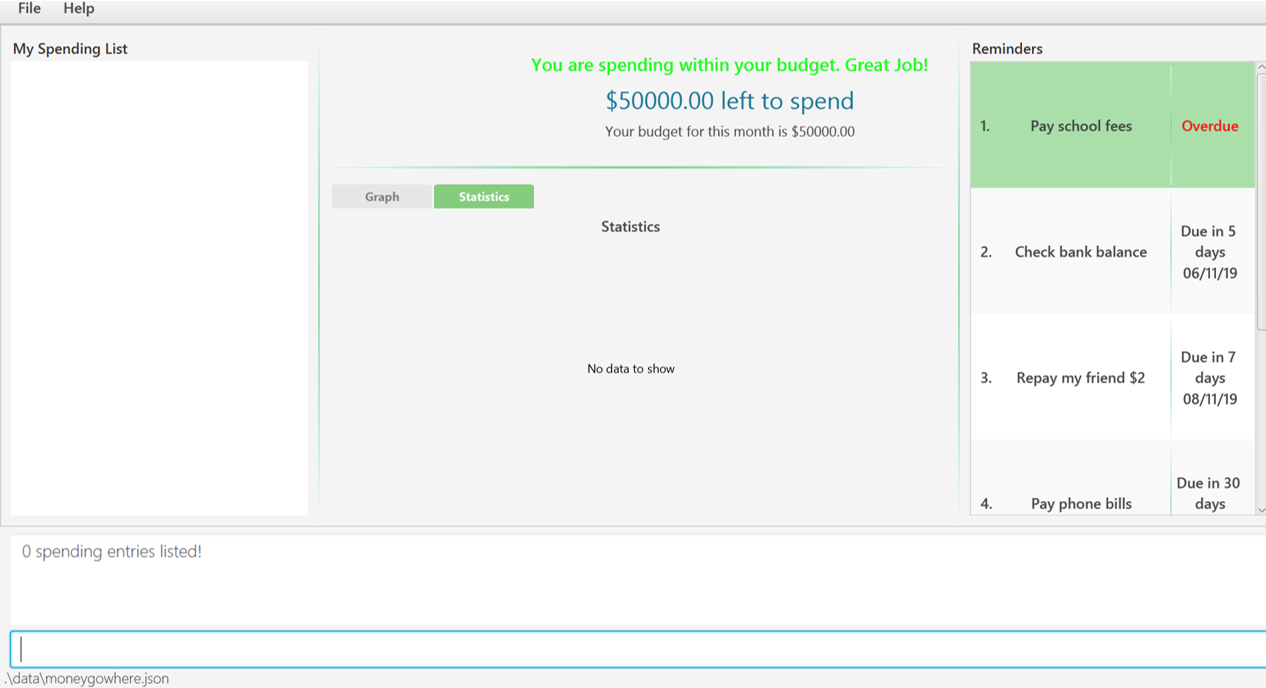 File Help
My Spending List
You are spending within your budget. Great Job!
$50000.00 left to spend
Your budget for this month is $50000.00
Graph Statistics
Statistics
No data to show
Reminders
1. Pay school fees Overdue
2. Check bank balance Due in 5
days
06/11/19
3. Repay my friend $2 Due in 7
days
08/11/19
4. Pay phone bills Due in 30
days
0 spending entries listed!
.\data\moneygowhere.json